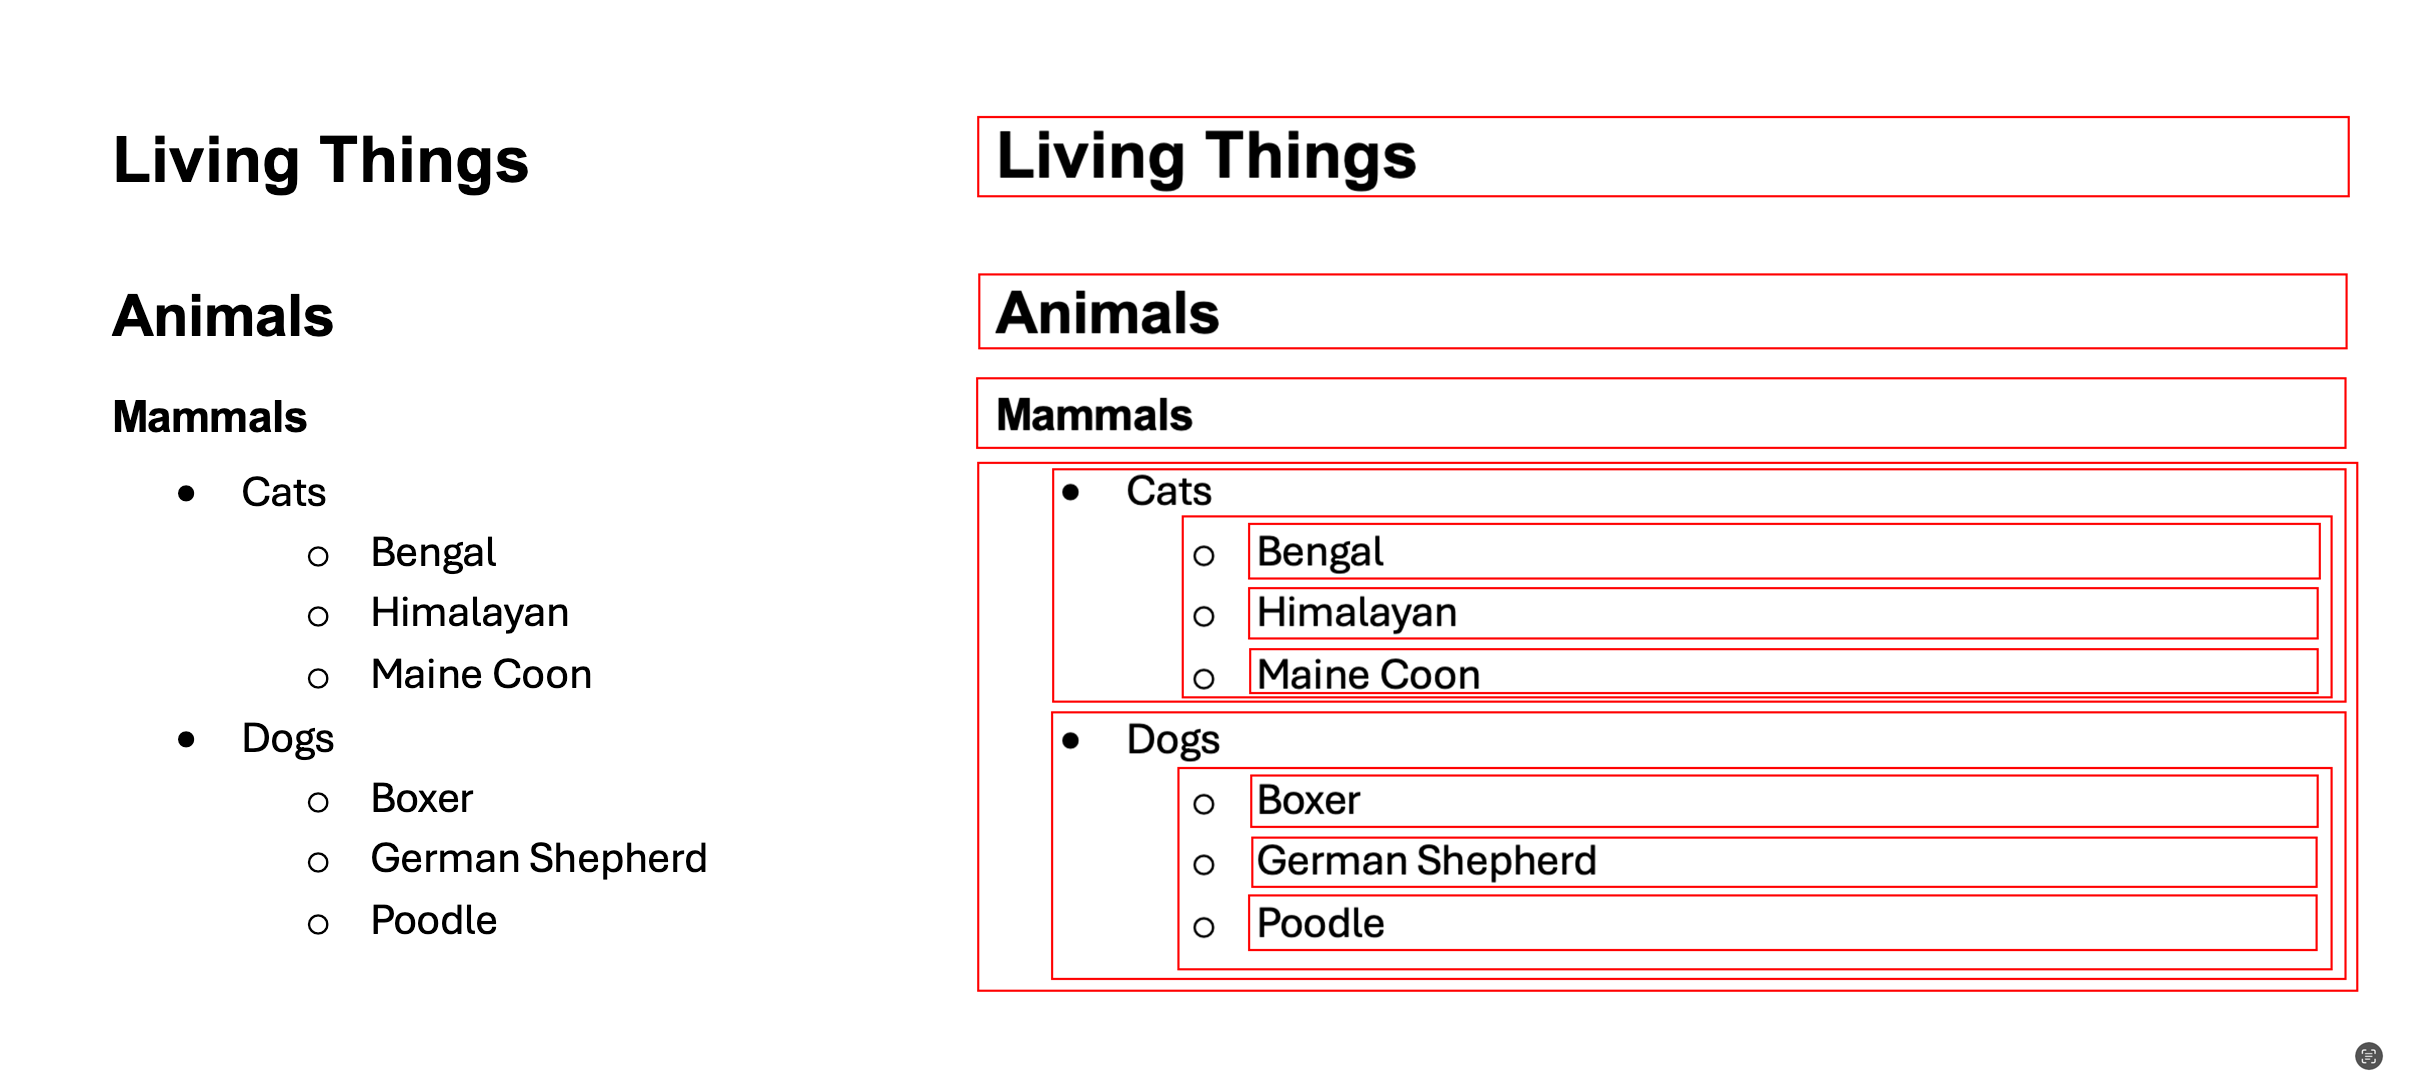 Living Things
Animals
Mammals
● Cats
○ Bengal
○ Himalayan
○ Maine Coon
● Dogs
○ Boxer
○ German Shepherd
○ Poodle
Living Things
Animals
Mammals
● Cats
○ Bengal
○ Himalayan
○ Maine Coon
● Dogs
○ Boxer
○ German Shepherd
○ Poodle